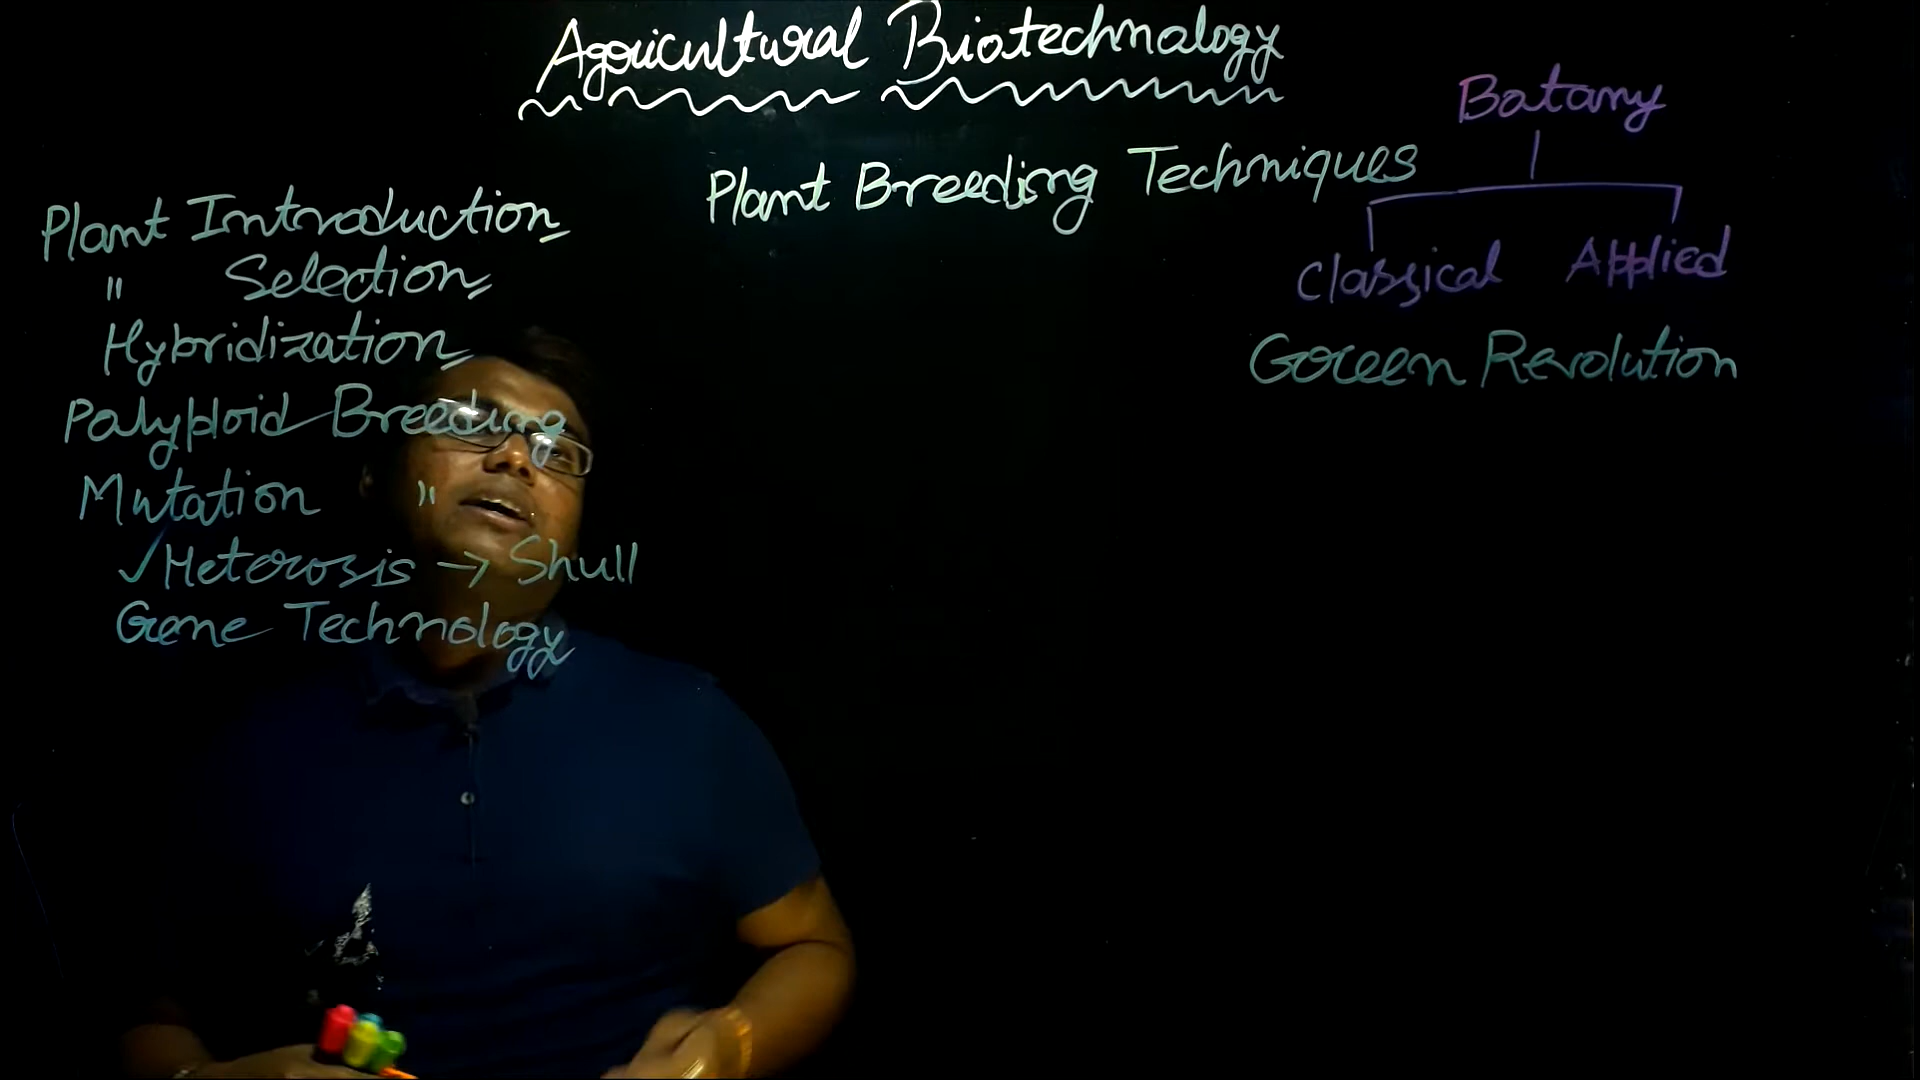 Agricultural Biotechnology
Plant Breeding Techniques
Plant Introduction
" Selection
Hybridization
Polyploid Breeding
Mutation "
✓Heterosis → Shull
Gene Technology
Botany
Classical Applied
Green Revolution